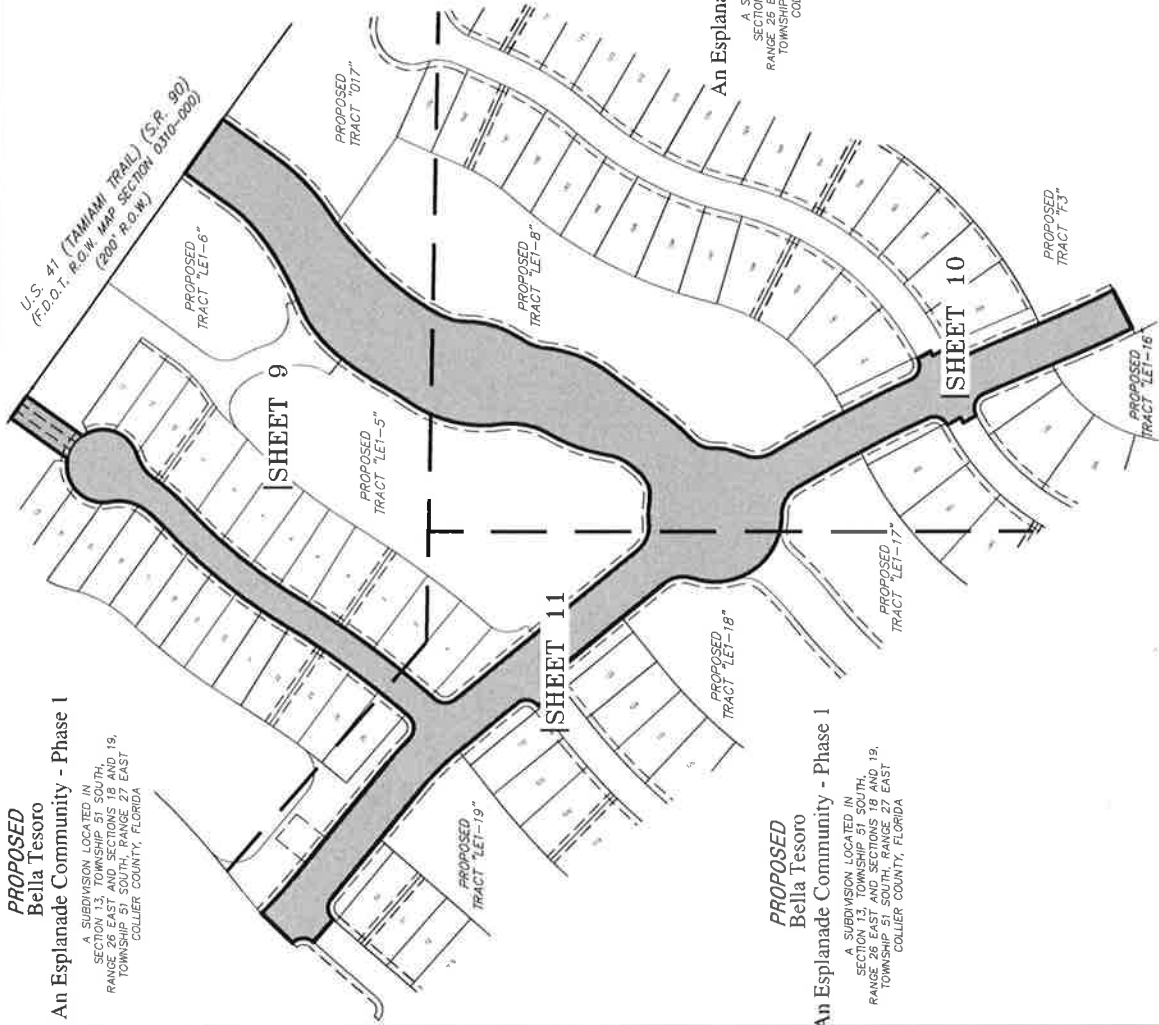 PROPOSED
Bella Tesoro
An Esplanade Community - Phase 1
A SUBDIVISION LOCATED IN
SECTION 13, TOWNSHIP 51 SOUTH,
RANGE 26 EAST AND SECTIONS 18 AND 19,
TOWNSHIP 51 SOUTH, RANGE 27 EAST
COLLIER COUNTY, FLORIDA
U.S. 41 (TAMIAMI TRAIL) (S.R. 90)
(F.D.O.T. R.O.W. MAP SECTION 0310-000)
(200' R.O.W.)
PROPOSED
TRACT "O17"
An Esplana
A S
SECTION
RANGE 26 E
TOWNSHIP
COL
PROPOSED
TRACT "LE1-6"
PROPOSED
TRACT "LE1-8"
SHEET 9
PROPOSED
TRACT "LE1-5"
SHEET 10
PROPOSED
TRACT "F3"
PROPOSED
TRACT "LE1-16"
SHEET 11
PROPOSED
TRACT "LE1-17"
PROPOSED
TRACT "LE1-18"
PROPOSED
TRACT "LE1-19"
PROPOSED
Bella Tesoro
An Esplanade Community - Phase 1
A SUBDIVISION LOCATED IN
SECTION 13, TOWNSHIP 51 SOUTH,
RANGE 26 EAST AND SECTIONS 18 AND 19,
TOWNSHIP 51 SOUTH, RANGE 27 EAST
COLLIER COUNTY, FLORIDA